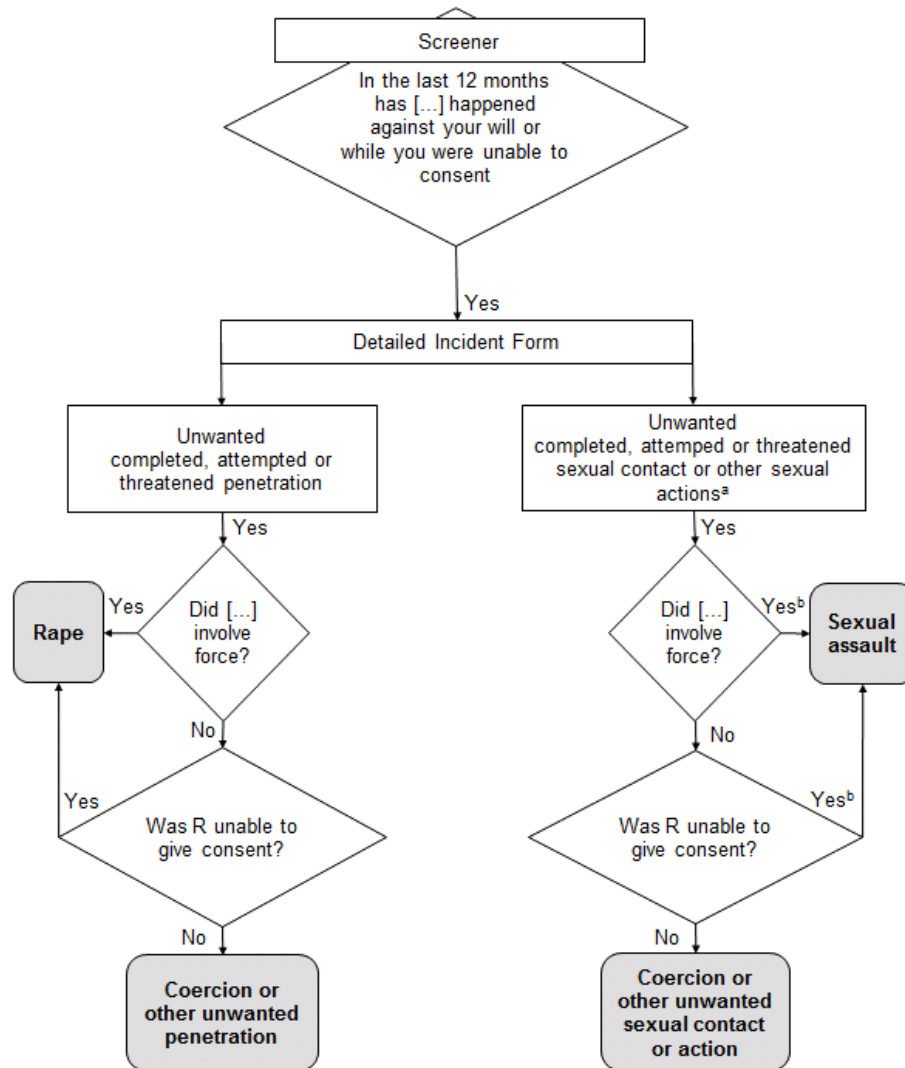 Screener
In the last 12 months
has [...] happened
against your will or
while you were unable to
consent
Yes
Detailed Incident Form
Unwanted
completed, attempted or
threatened penetration
Unwanted
completed, attemped or threatened
sexual contact or other sexual
actionsª
Yes
Yes
Rape
Yes
Did [...]
involve
force?
Did [...]
involve
force?
Yesᵇ
Sexual
assault
No
No
Yes
Was R unable to
give consent?
Was R unable to
give consent?
Yesᵇ
No
No
Coercion or
other unwanted
penetration
Coercion or
other unwanted
sexual contact
or action